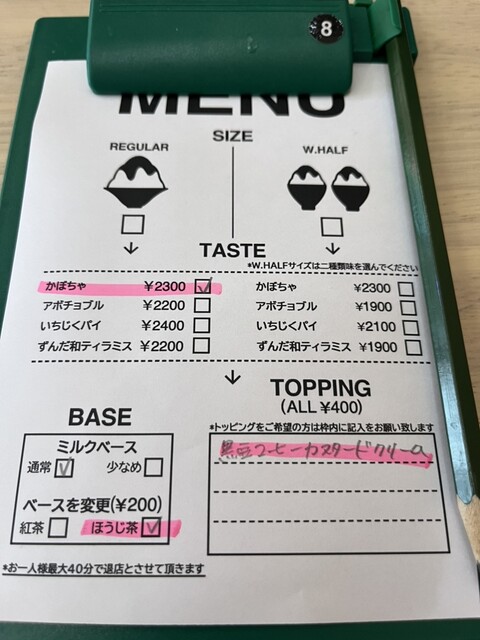 8
MENU
SIZE
REGULAR
W.HALF
TASTE
*W.HALFサイズは二種類味を選んでください
かぼちゃ ¥2300
アボチョブル ¥2200
いちじくパイ ¥2400
ずんだ和ティラミス ¥2200
かぼちゃ ¥2300
アボチョブル ¥1900
いちじくパイ ¥2100
ずんだ和ティラミス ¥1900
BASE
ミルクベース
通常 少なめ
ベースを変更(¥200)
紅茶 ほうじ茶
TOPPING
(ALL ¥400)
*トッピングをご希望の方は枠内に記入をお願い致します
黒豆コーヒーカスタードクリーム
*お一人様最大40分で退店とさせて頂きます